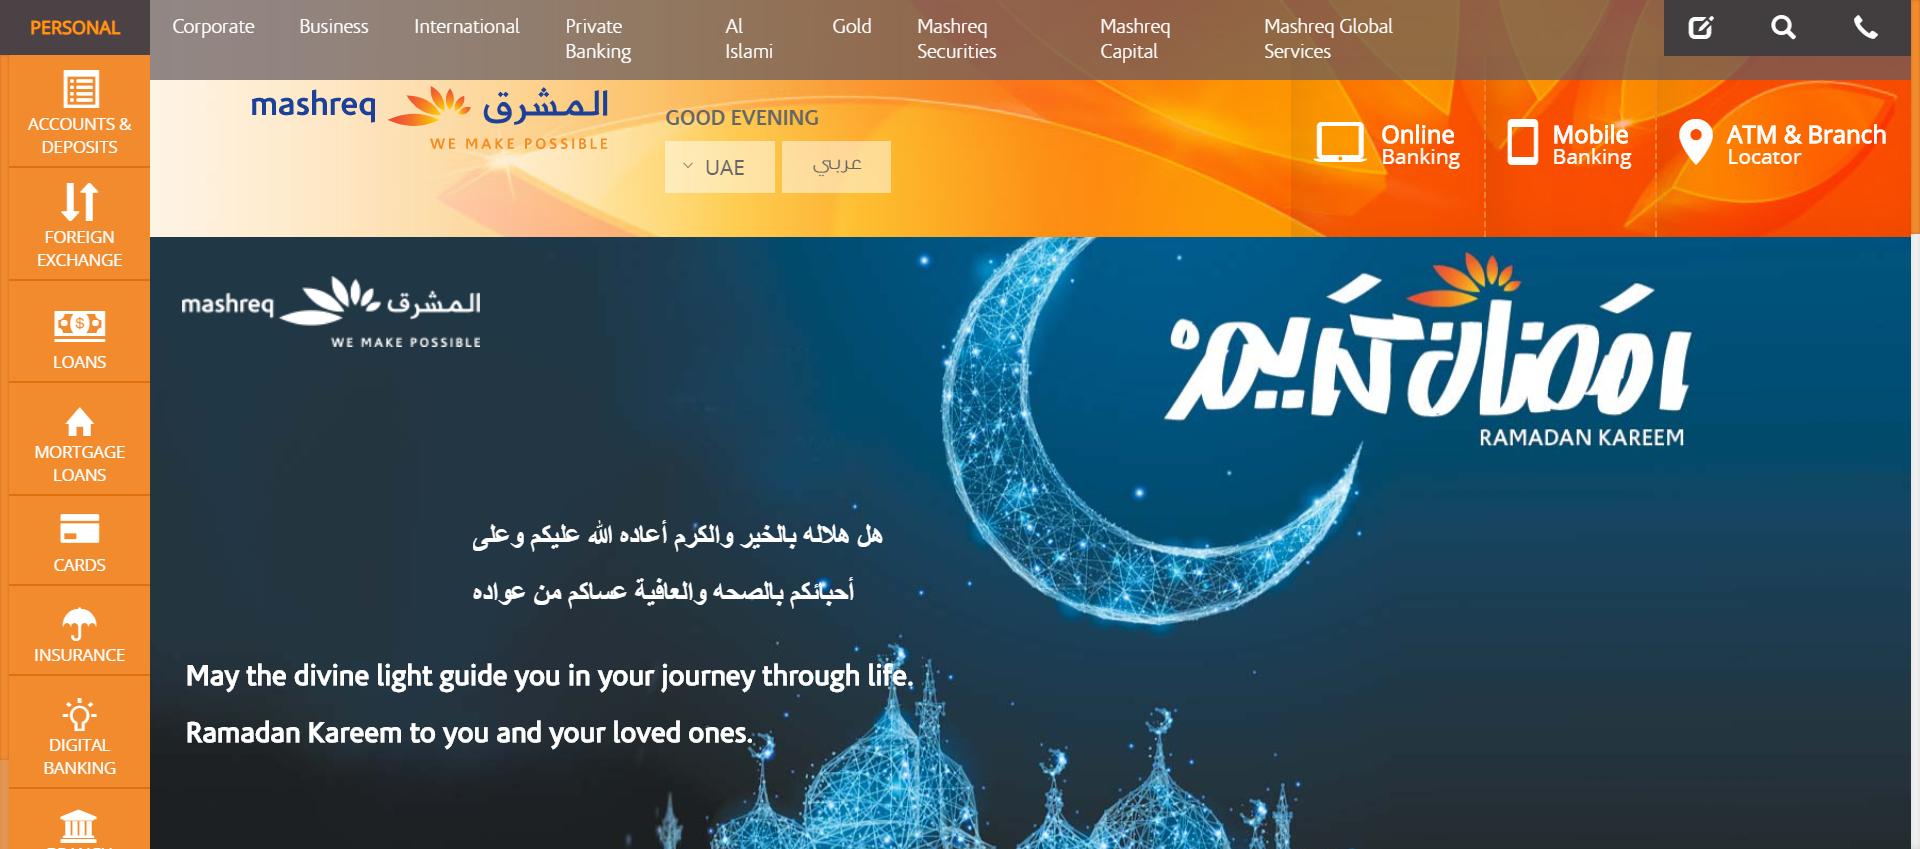 PERSONAL
Corporate
Business
International
Private
Banking
Al
Islami
Gold
Mashreq
Securities
Mashreq
Capital
Mashreq Global
Services
ACCOUNTS &
DEPOSITS
FOREIGN
EXCHANGE
LOANS
MORTGAGE
LOANS
CARDS
INSURANCE
DIGITAL
BANKING
mashreq المشرق
WE MAKE POSSIBLE
GOOD EVENING
UAE
عربي
Online
Banking
Mobile
Banking
ATM & Branch
Locator
mashreq المشرق
WE MAKE POSSIBLE
رمضان كريم
RAMADAN KAREEM
هل هلاله بالخير والكرم أعاده الله عليكم وعلى
أحبائكم بالصحه والعافية عساكم من عواده
May the divine light guide you in your journey through life.
Ramadan Kareem to you and your loved ones.